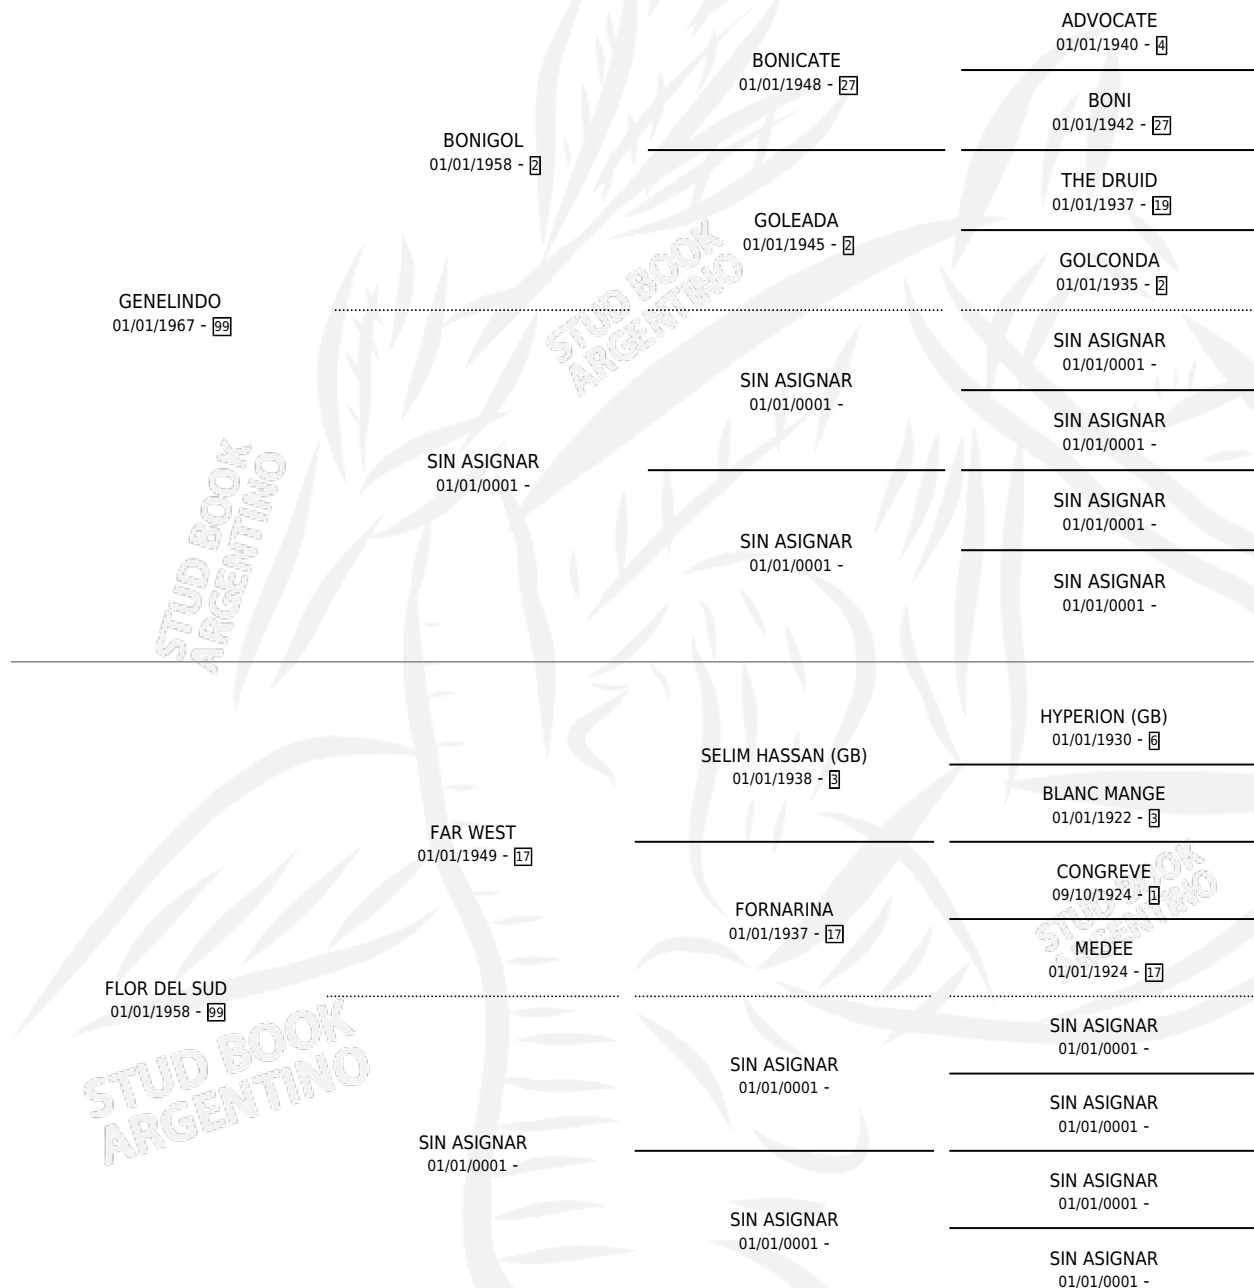 GENELINDO
01/01/1967 - 99
BONIGOL
01/01/1958 - 2
SIN ASIGNAR
01/01/0001 -
BONICATE
01/01/1948 - 27
GOLEADA
01/01/1945 - 2
SIN ASIGNAR
01/01/0001 -
SIN ASIGNAR
01/01/0001 -
ADVOCATE
01/01/1940 - 4
BONI
01/01/1942 - 27
THE DRUID
01/01/1937 - 19
GOLCONDA
01/01/1935 - 2
SIN ASIGNAR
01/01/0001 -
SIN ASIGNAR
01/01/0001 -
SIN ASIGNAR
01/01/0001 -
SIN ASIGNAR
01/01/0001 -
STUD BOOK
ARGENTINO
STUD BOOK
ARGENTINO
FLOR DEL SUD
01/01/1958 - 99
FAR WEST
01/01/1949 - 17
SIN ASIGNAR
01/01/0001 -
SELIM HASSAN (GB)
01/01/1938 - 3
FORNARINA
01/01/1937 - 17
SIN ASIGNAR
01/01/0001 -
SIN ASIGNAR
01/01/0001 -
HYPERION (GB)
01/01/1930 - 6
BLANC MANGE
01/01/1922 - 3
CONGREVE
09/10/1924 - 1
MEDEE
01/01/1924 - 17
SIN ASIGNAR
01/01/0001 -
SIN ASIGNAR
01/01/0001 -
SIN ASIGNAR
01/01/0001 -
SIN ASIGNAR
01/01/0001 -
STUD BOOK
ARGENTINO
STUD BOOK
ARGENTINO